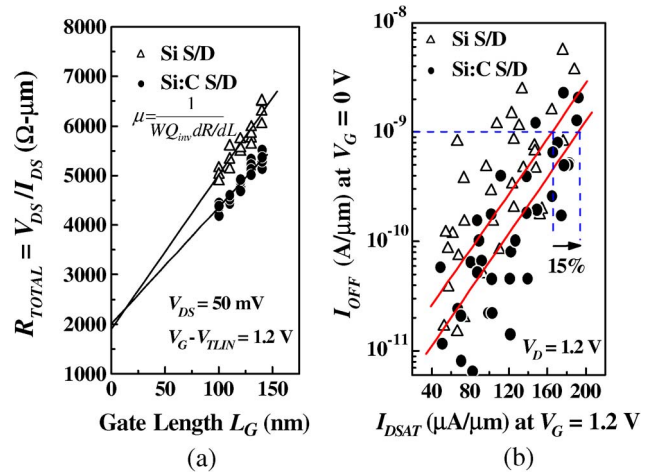 (a)
8000
7000
6000
5000
4000
3000
2000
1000
0 50 100 150 200
R_TOTAL = V_DS/I_DS (Ω-μm)
Gate Length L_G (nm)
Si S/D
Si:C S/D
μ = 1 / WQ_inv dR/dL
V_DS = 50 mV
V_G-V_TLIN = 1.2 V
(a)
(b)
10^-8
10^-9
10^-10
10^-11
40 80 120 160 200
I_OFF (A/μm) at V_G = 0 V
I_DSAT (μA/μm) at V_G = 1.2 V
Si S/D
Si:C S/D
15%
V_D = 1.2 V
(b)